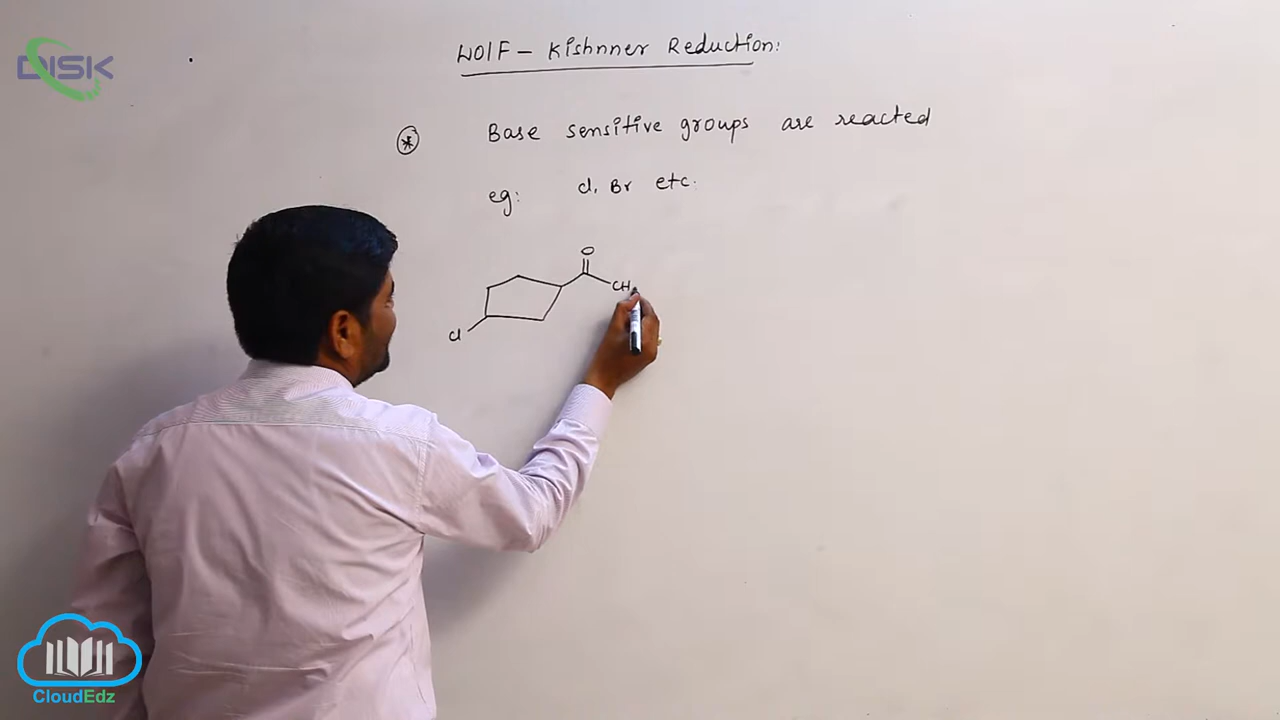 DISK
WOlF - Kishnner Reduction:
* Base sensitive groups are reacted
eg: Cl, Br etc.
O
CH
Cl
CloudEdz